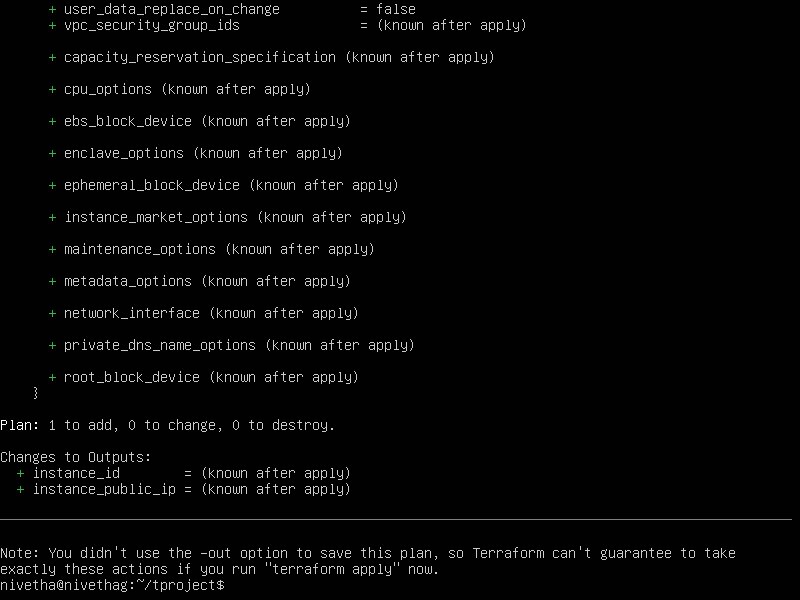 + user_data_replace_on_change          = false
+ vpc_security_group_ids               = (known after apply)
+ capacity_reservation_specification (known after apply)
+ cpu_options (known after apply)
+ ebs_block_device (known after apply)
+ enclave_options (known after apply)
+ ephemeral_block_device (known after apply)
+ instance_market_options (known after apply)
+ maintenance_options (known after apply)
+ metadata_options (known after apply)
+ network_interface (known after apply)
+ private_dns_name_options (known after apply)
+ root_block_device (known after apply)
}
Plan: 1 to add, 0 to change, 0 to destroy.
Changes to Outputs:
+ instance_id        = (known after apply)
+ instance_public_ip = (known after apply)
Note: You didn't use the -out option to save this plan, so Terraform can't guarantee to take
exactly these actions if you run "terraform apply" now.
nivetha@nivethag:~/tproject$